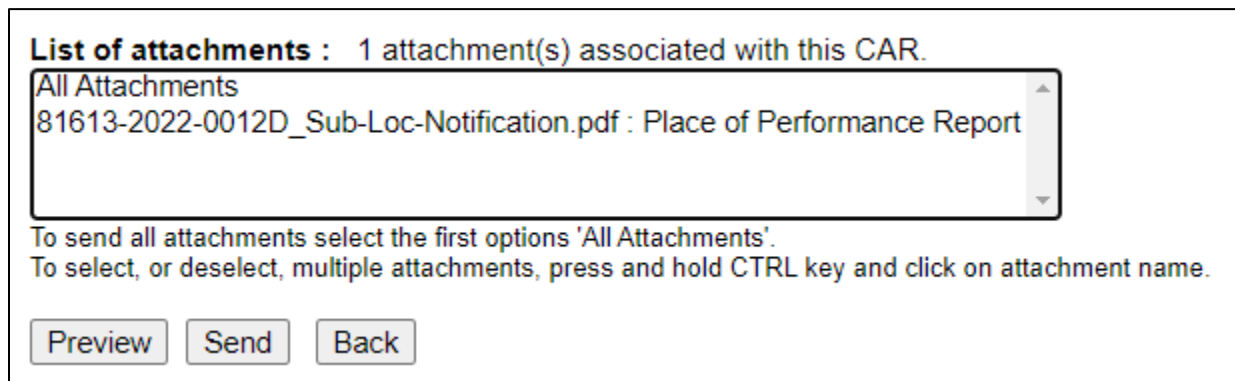 List of attachments : 1 attachment(s) associated with this CAR.
All Attachments
81613-2022-0012D_Sub-Loc-Notification.pdf : Place of Performance Report
To send all attachments select the first options 'All Attachments'.
To select, or deselect, multiple attachments, press and hold CTRL key and click on attachment name.
Preview Send Back